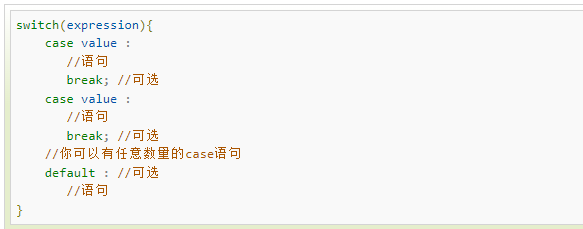 switch(expression){
    case value :
       //语句
       break; //可选
    case value :
       //语句
       break; //可选
    //你可以有任意数量的case语句
    default : //可选
       //语句
}